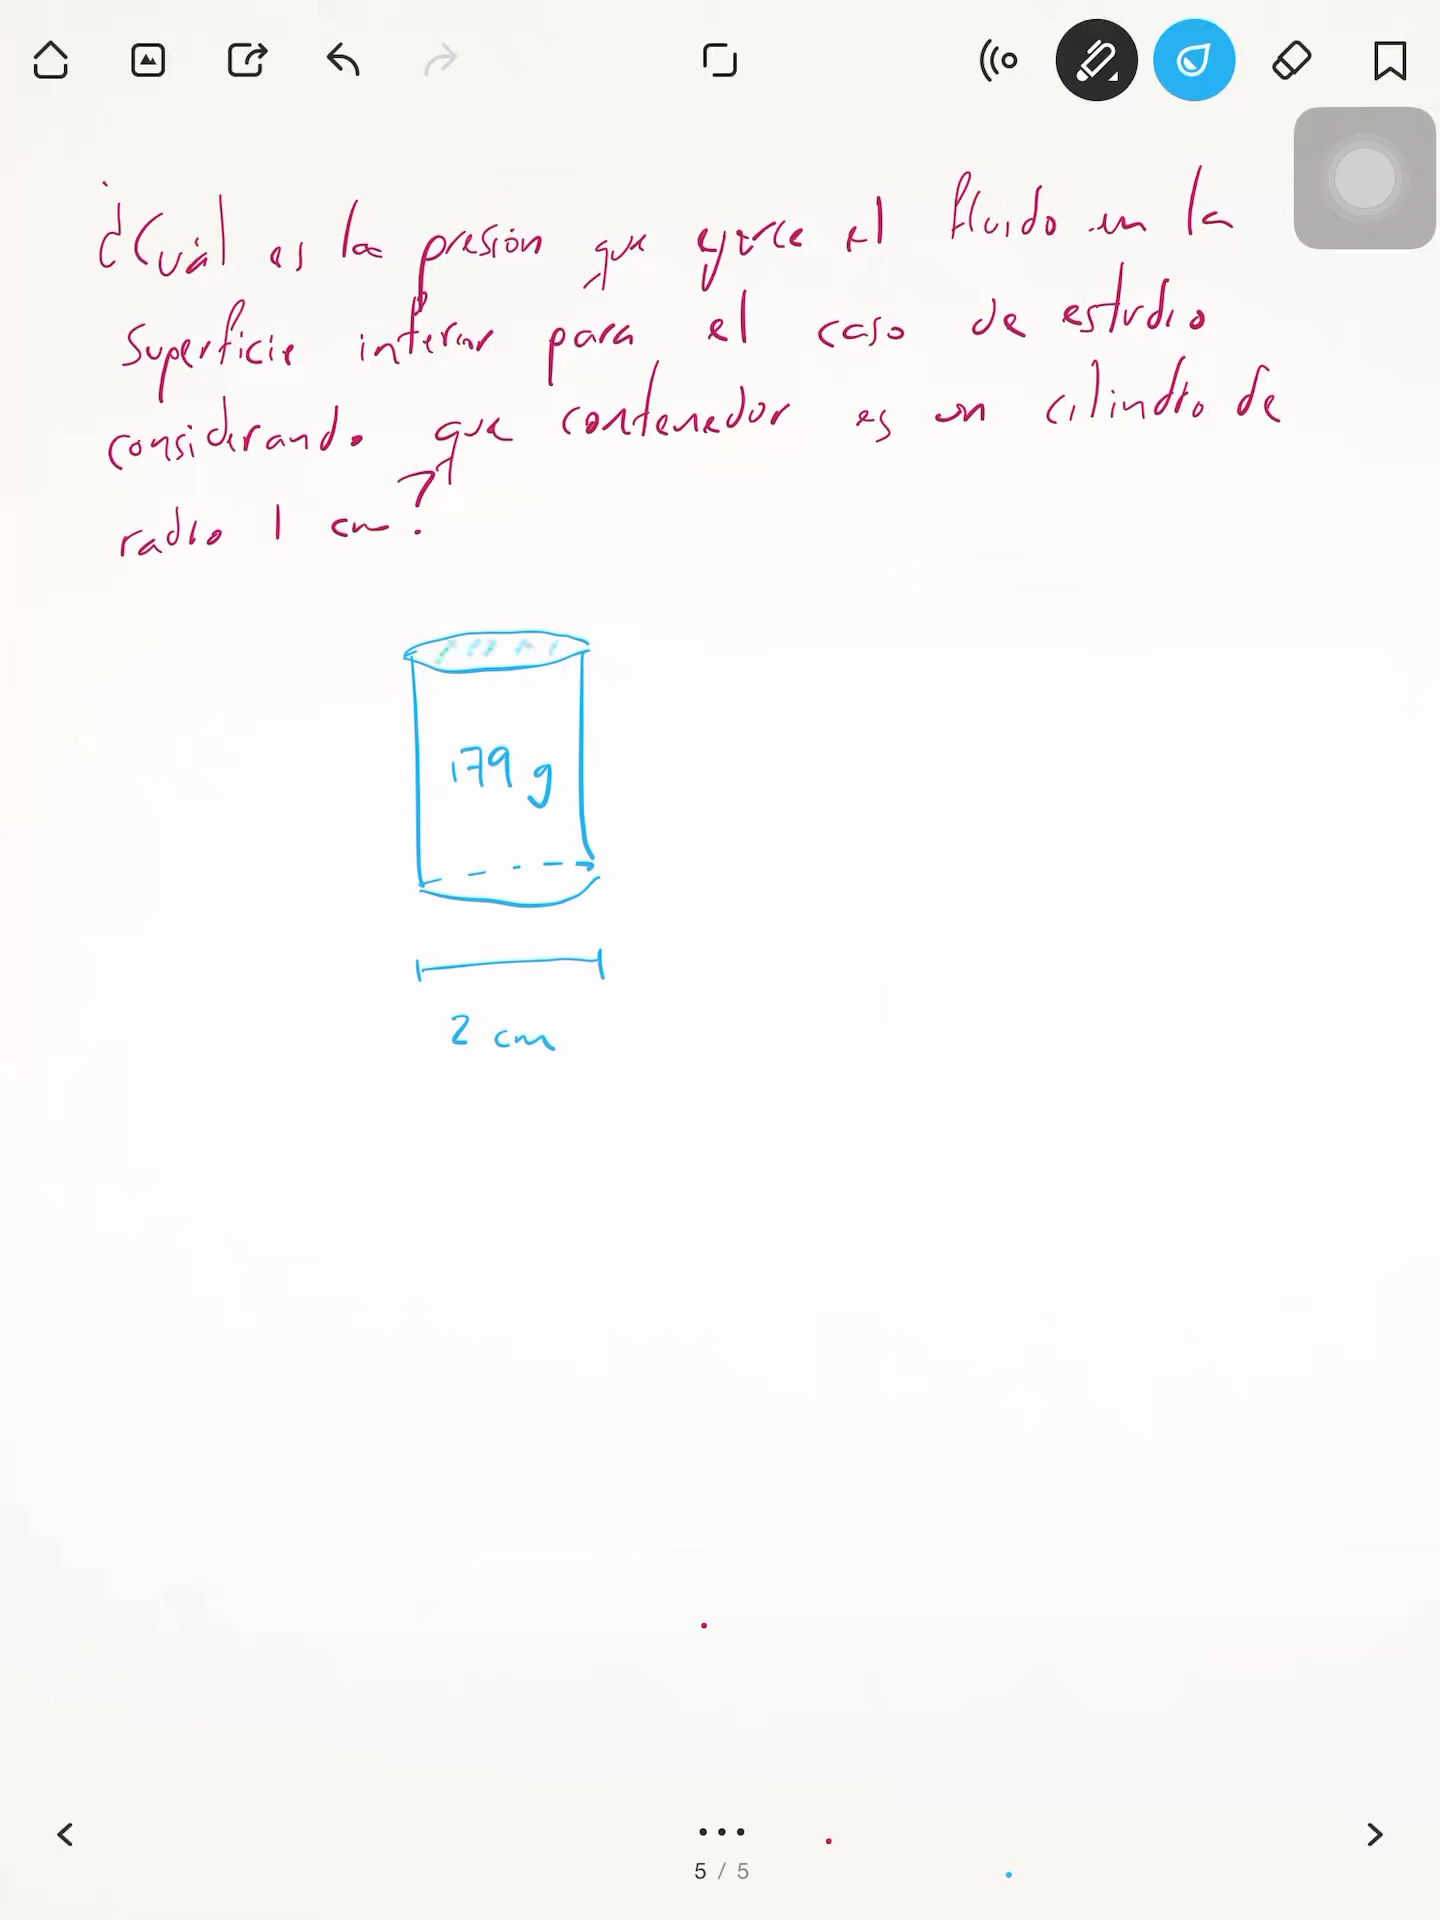 ¿Cuál es la presión que ejerce el fluido en la
superficie inferior para el caso de estudio
considerando que contenedor es un cilindro de
radio 1 cm?
179 g
2 cm
5 / 5